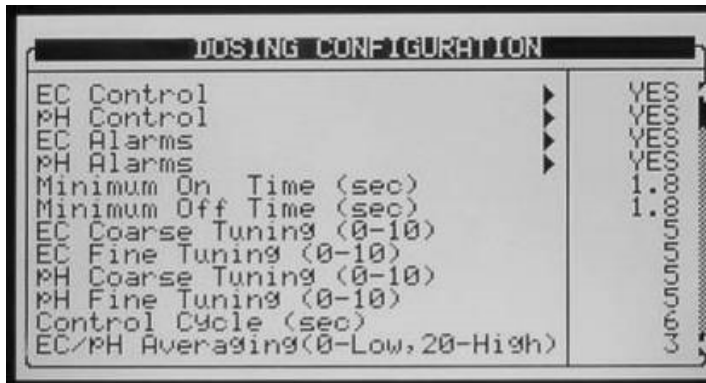 DOSING CONFIGURATION
EC Control YES
pH Control YES
EC Alarms YES
pH Alarms YES
Minimum On Time (sec) 1.8
Minimum Off Time (sec) 1.8
EC Coarse Tuning (0-10) 5
EC Fine Tuning (0-10) 5
pH Coarse Tuning (0-10) 5
pH Fine Tuning (0-10) 5
Control Cycle (sec) 6
EC/pH Averaging(0-Low,20-High) 3